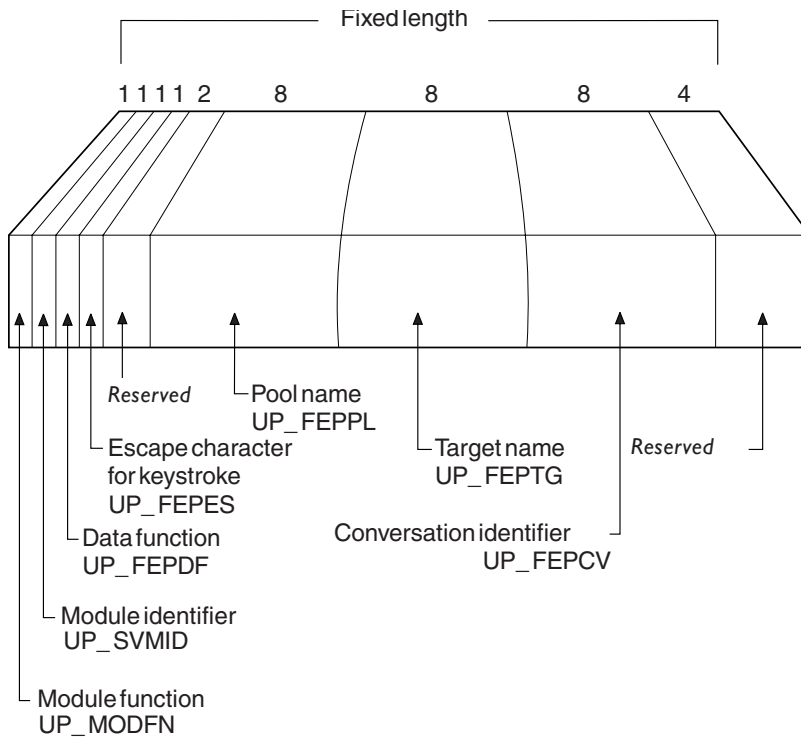 Fixed length
1 1 1 1 2 8 8 8 4
Reserved
Pool name
UP_FEPPL
Escape character
for keystroke
UP_FEPES
Target name
UP_FEPTG
Reserved
Data function
UP_FEPDF
Conversation identifier
UP_FEPCV
Module identifier
UP_SVMID
Module function
UP_MODFN